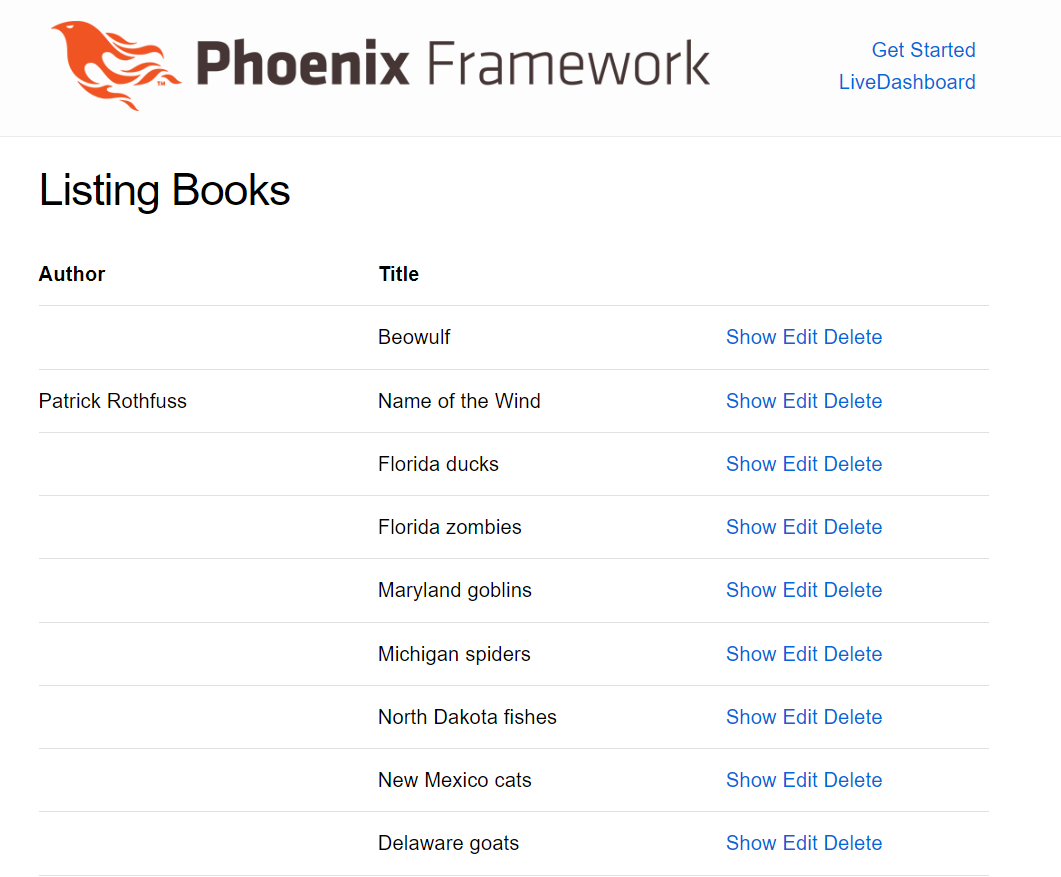 Phoenix Framework
TM
Get Started
LiveDashboard
Listing Books
Author Title
Beowulf Show Edit Delete
Patrick Rothfuss Name of the Wind Show Edit Delete
Florida ducks Show Edit Delete
Florida zombies Show Edit Delete
Maryland goblins Show Edit Delete
Michigan spiders Show Edit Delete
North Dakota fishes Show Edit Delete
New Mexico cats Show Edit Delete
Delaware goats Show Edit Delete